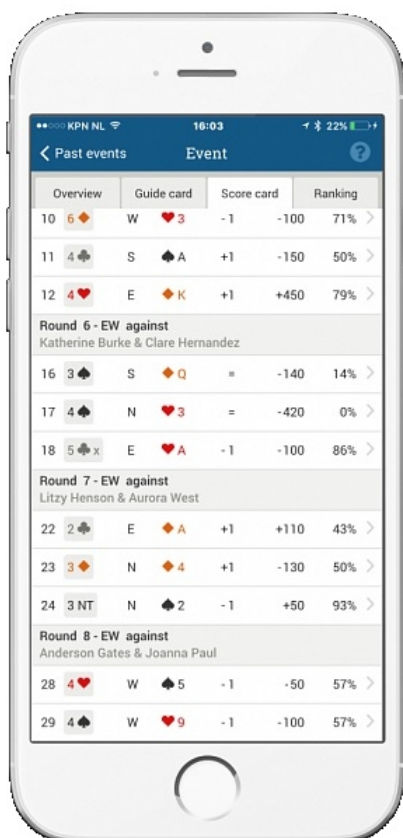 KPN NL 16:03 22%
Past events Event ?
Overview Guide card Score card Ranking
10 6♦ W ♥3 -1 -100 71%
11 4♣ S ♠A +1 -150 50%
12 4♥ E ♦K +1 +450 79%
Round 6 - EW against
Katherine Burke & Clare Hernandez
16 3♠ S ♦Q = -140 14%
17 4♠ N ♥3 = -420 0%
18 5♣x E ♥A -1 -100 86%
Round 7 - EW against
Litzy Henson & Aurora West
22 2♣ E ♦A +1 +110 43%
23 3♦ N ♦4 +1 -130 50%
24 3 NT N ♠2 -1 +50 93%
Round 8 - EW against
Anderson Gates & Joanna Paul
28 4♥ W ♠5 -1 -50 57%
29 4♠ W ♥9 -1 -100 57%